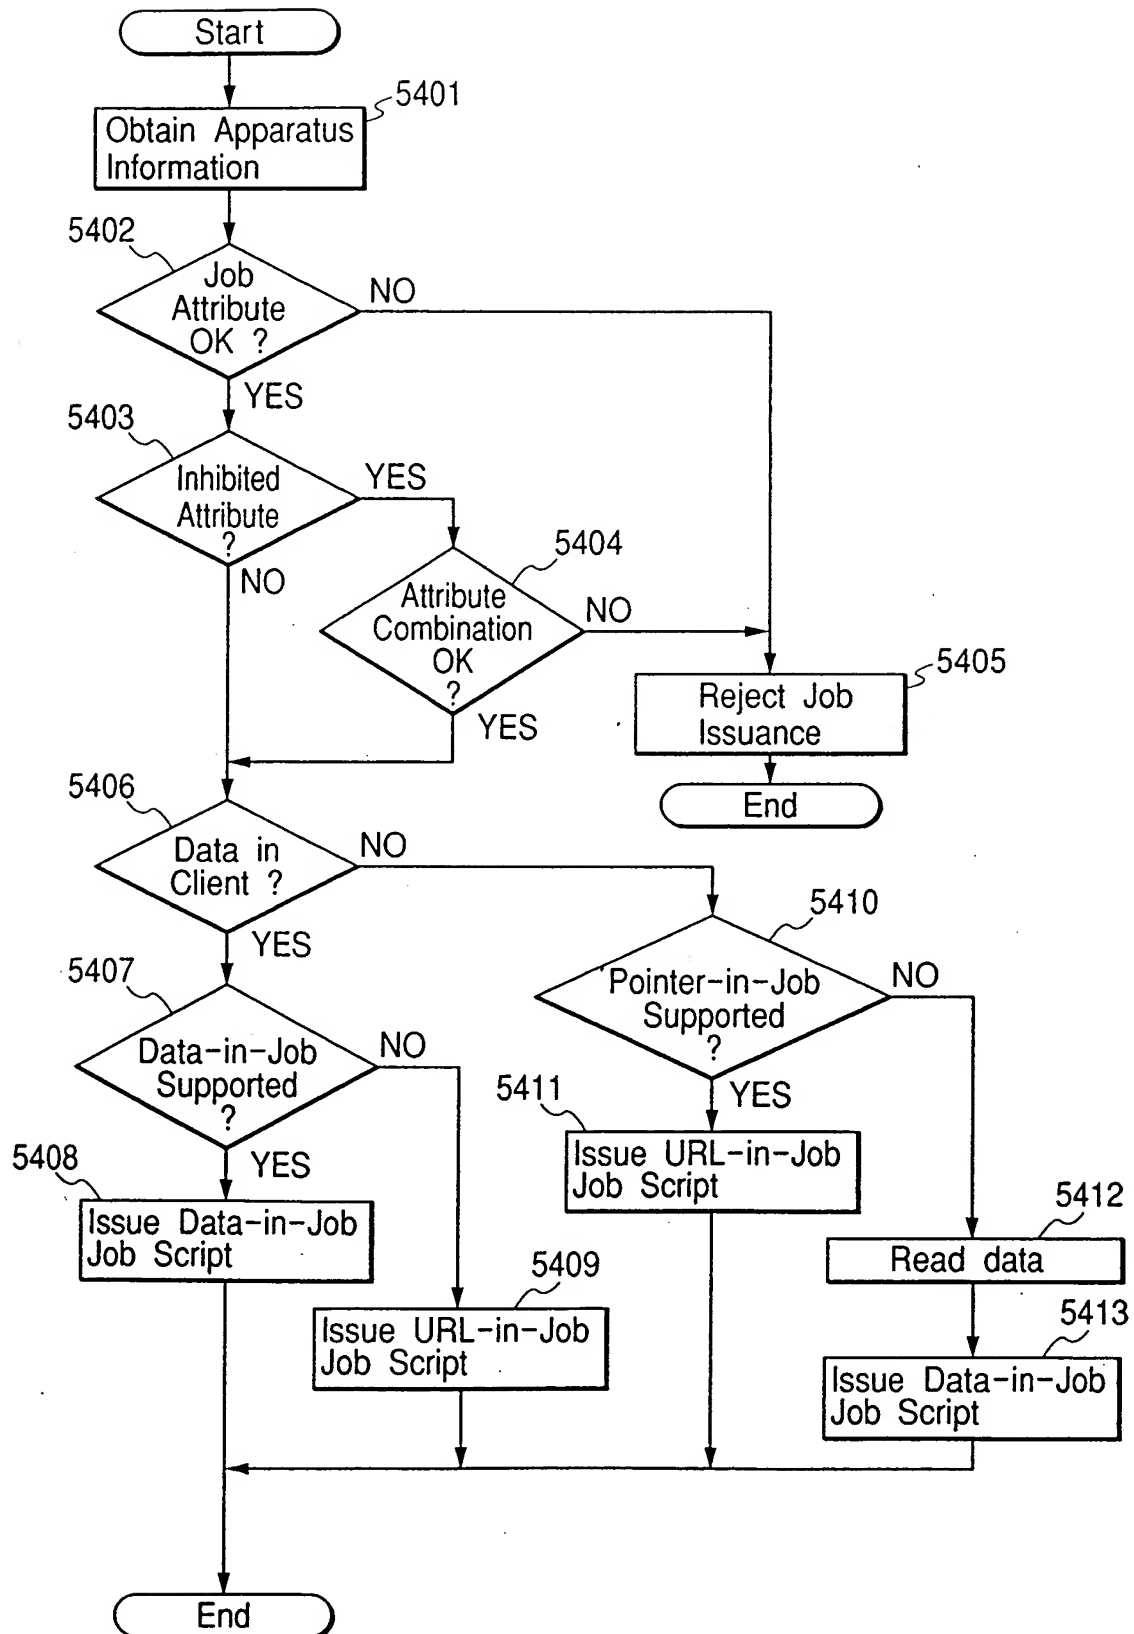 Start
5401
Obtain Apparatus
Information
5402
Job
Attribute
OK ?
NO
YES
5403
Inhibited
Attribute
?
YES
NO
5404
Attribute
Combination
OK
?
NO
YES
5405
Reject Job
Issuance
End
5406
Data in
Client ?
NO
YES
5410
Pointer-in-Job
Supported
?
NO
YES
5407
Data-in-Job
Supported
?
NO
YES
5411
Issue URL-in-Job
Job Script
5408
Issue Data-in-Job
Job Script
5412
Read data
5409
Issue URL-in-Job
Job Script
5413
Issue Data-in-Job
Job Script
End